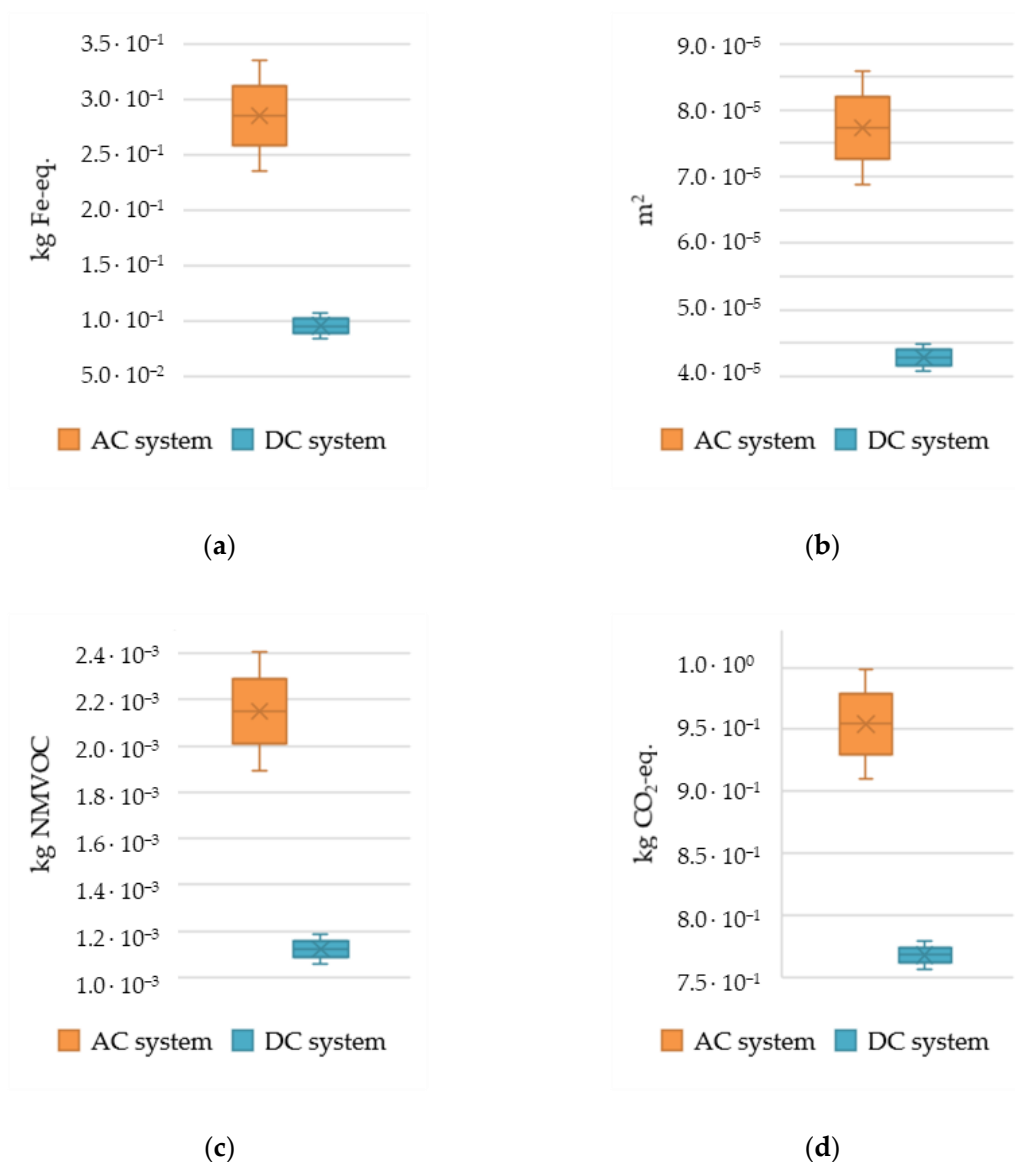 kg Fe-eq.
3.5· 10⁻¹
3.0· 10⁻¹
2.5· 10⁻¹
2.0· 10⁻¹
1.5· 10⁻¹
1.0· 10⁻¹
5.0· 10⁻²
AC system DC system
(a)
m²
9.0· 10⁻⁵
8.0· 10⁻⁵
7.0· 10⁻⁵
6.0· 10⁻⁵
5.0· 10⁻⁵
4.0· 10⁻⁵
AC system DC system
(b)
kg NMVOC
2.4· 10⁻³
2.2· 10⁻³
2.0· 10⁻³
1.8· 10⁻³
1.6· 10⁻³
1.4· 10⁻³
1.2· 10⁻³
1.0· 10⁻³
AC system DC system
(c)
kg CO₂-eq.
1.0· 10⁰
9.5· 10⁻¹
9.0· 10⁻¹
8.5· 10⁻¹
8.0· 10⁻¹
7.5· 10⁻¹
AC system DC system
(d)